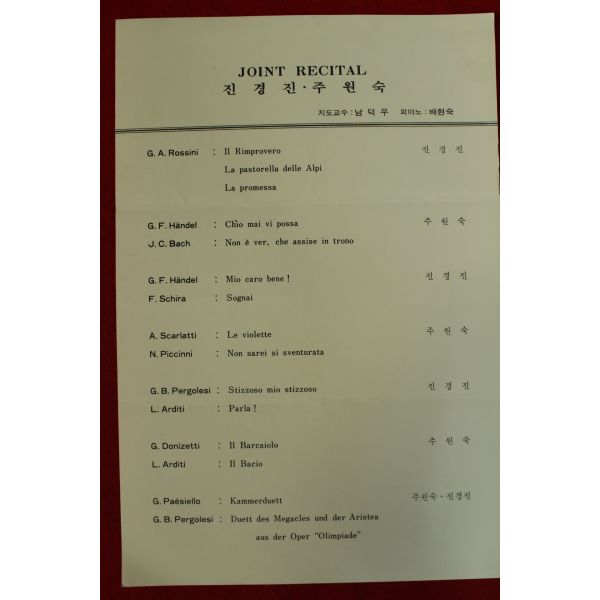 JOINT RECITAL
진 경 진 · 주 원 숙
지도교수 : 남 덕 우 피아노 : 배현숙
G. A. Rossini : Il Rimprovero 진 경 진
La pastorella delle Alpi
La promessa
G. F. Händel : Chìo mai vi possa 주 원 숙
J. C. Bach : Non è ver, che assise in trono
G. F. Händel : Mio caro bene ! 진 경 진
F. Schira : Sognai
A. Scarlatti : Le violette 주 원 숙
N. Piccinni : Non sarei si sventurata
G. B. Pergolesi : Stizzoso mio stizzoso 진 경 진
L. Arditi : Parla !
G. Donizetti : Il Barcaiolo 주 원 숙
L. Arditi : Il Bacio
G. Paësiello : Kammerduett 주원숙 · 진경진
G. B. Pergolesi : Duett des Megacles und der Aristea
aus der Oper "Olimpiade"